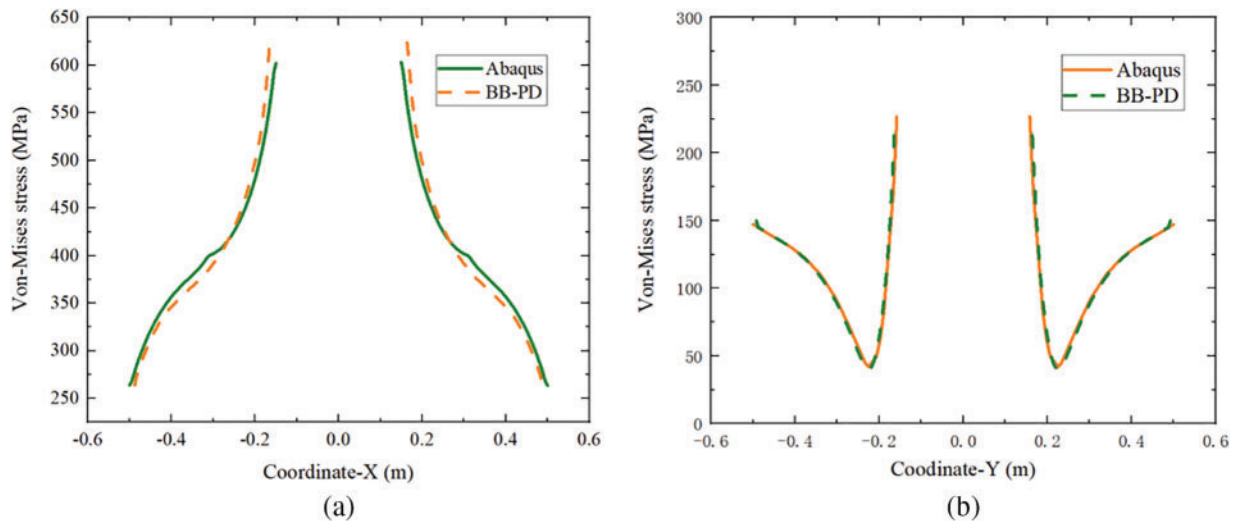 650
600
550
500
450
400
350
300
250
Von-Mises stress (MPa)
Abaqus
BB-PD
-0.6 -0.4 -0.2 0.0 0.2 0.4 0.6
Coordinate-X (m)
(a)
300
250
200
150
100
50
0
Von-Mises stress (MPa)
Abaqus
BB-PD
-0.6 -0.4 -0.2 0.0 0.2 0.4 0.6
Coodinate-Y (m)
(b)